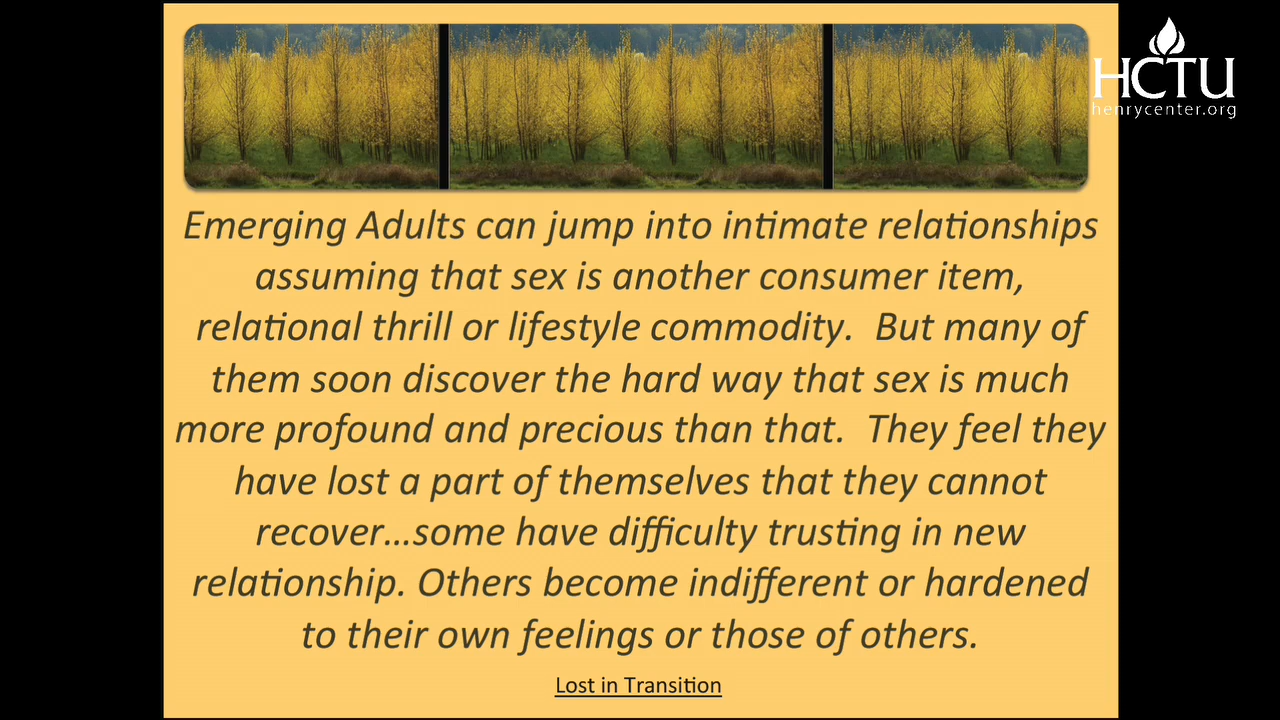 HCTU
henrycenter.org
Emerging Adults can jump into intimate relationships
assuming that sex is another consumer item,
relational thrill or lifestyle commodity.  But many of
them soon discover the hard way that sex is much
more profound and precious than that.  They feel they
have lost a part of themselves that they cannot
recover...some have difficulty trusting in new
relationship. Others become indifferent or hardened
to their own feelings or those of others.
Lost in Transition